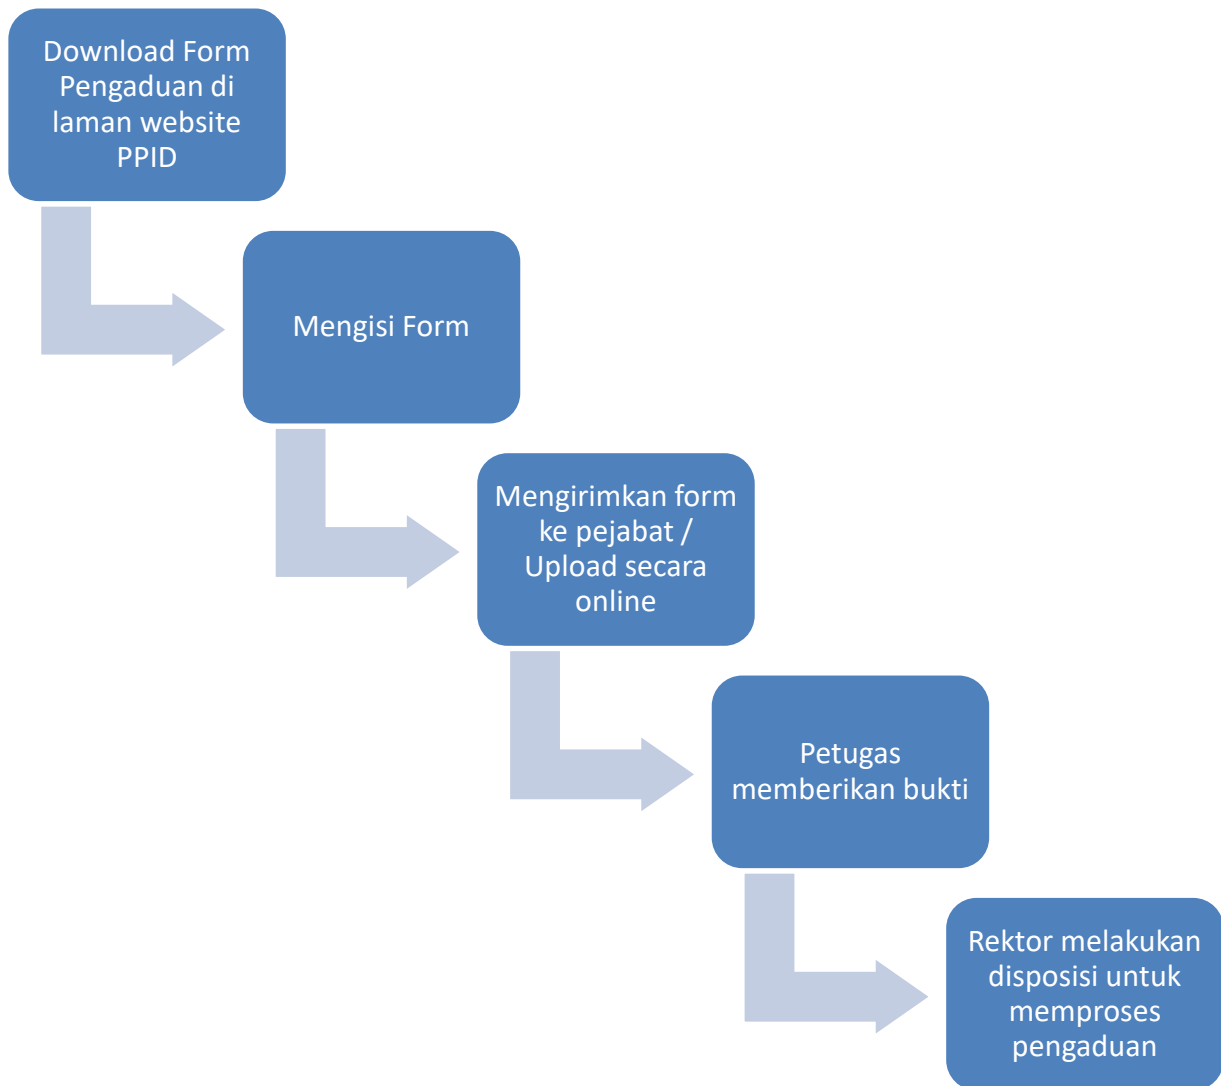 Download Form
Pengaduan di
laman website
PPID
Mengisi Form
Mengirimkan form
ke pejabat /
Upload secara
online
Petugas
memberikan bukti
Rektor melakukan
disposisi untuk
memproses
pengaduan